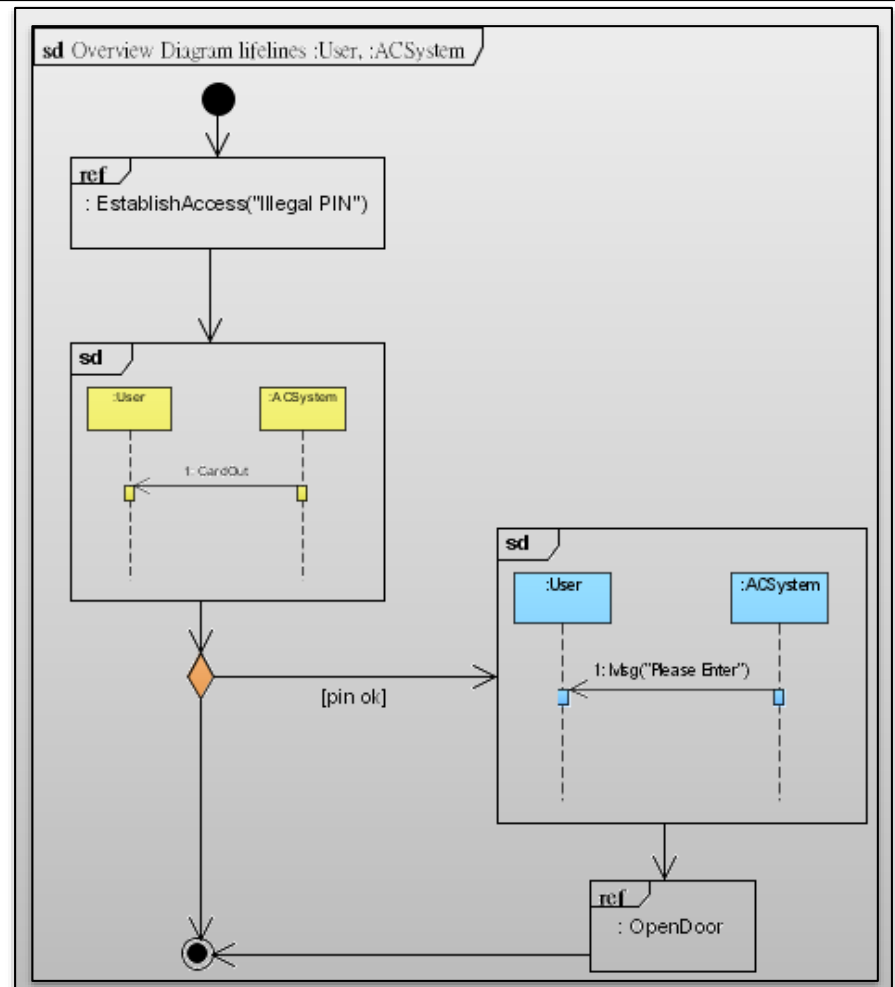 sd Overview Diagram lifelines :User, :ACSystem
ref
: EstablishAccess("Illegal PIN")
sd
:User
:ACSystem
1: CardOut
sd
:User
:ACSystem
1: Msg("Please Enter")
[pin ok]
ref
: OpenDoor